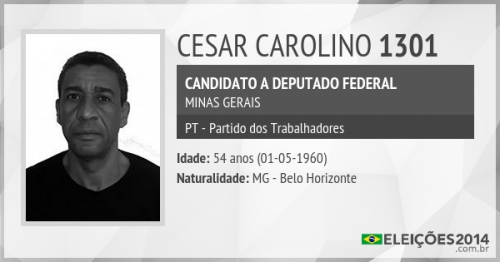 CESAR CAROLINO 1301
CANDIDATO A DEPUTADO FEDERAL
MINAS GERAIS
PT - Partido dos Trabalhadores
Idade: 54 anos (01-05-1960)
Naturalidade: MG - Belo Horizonte
ELEIÇÕES2014
.com.br